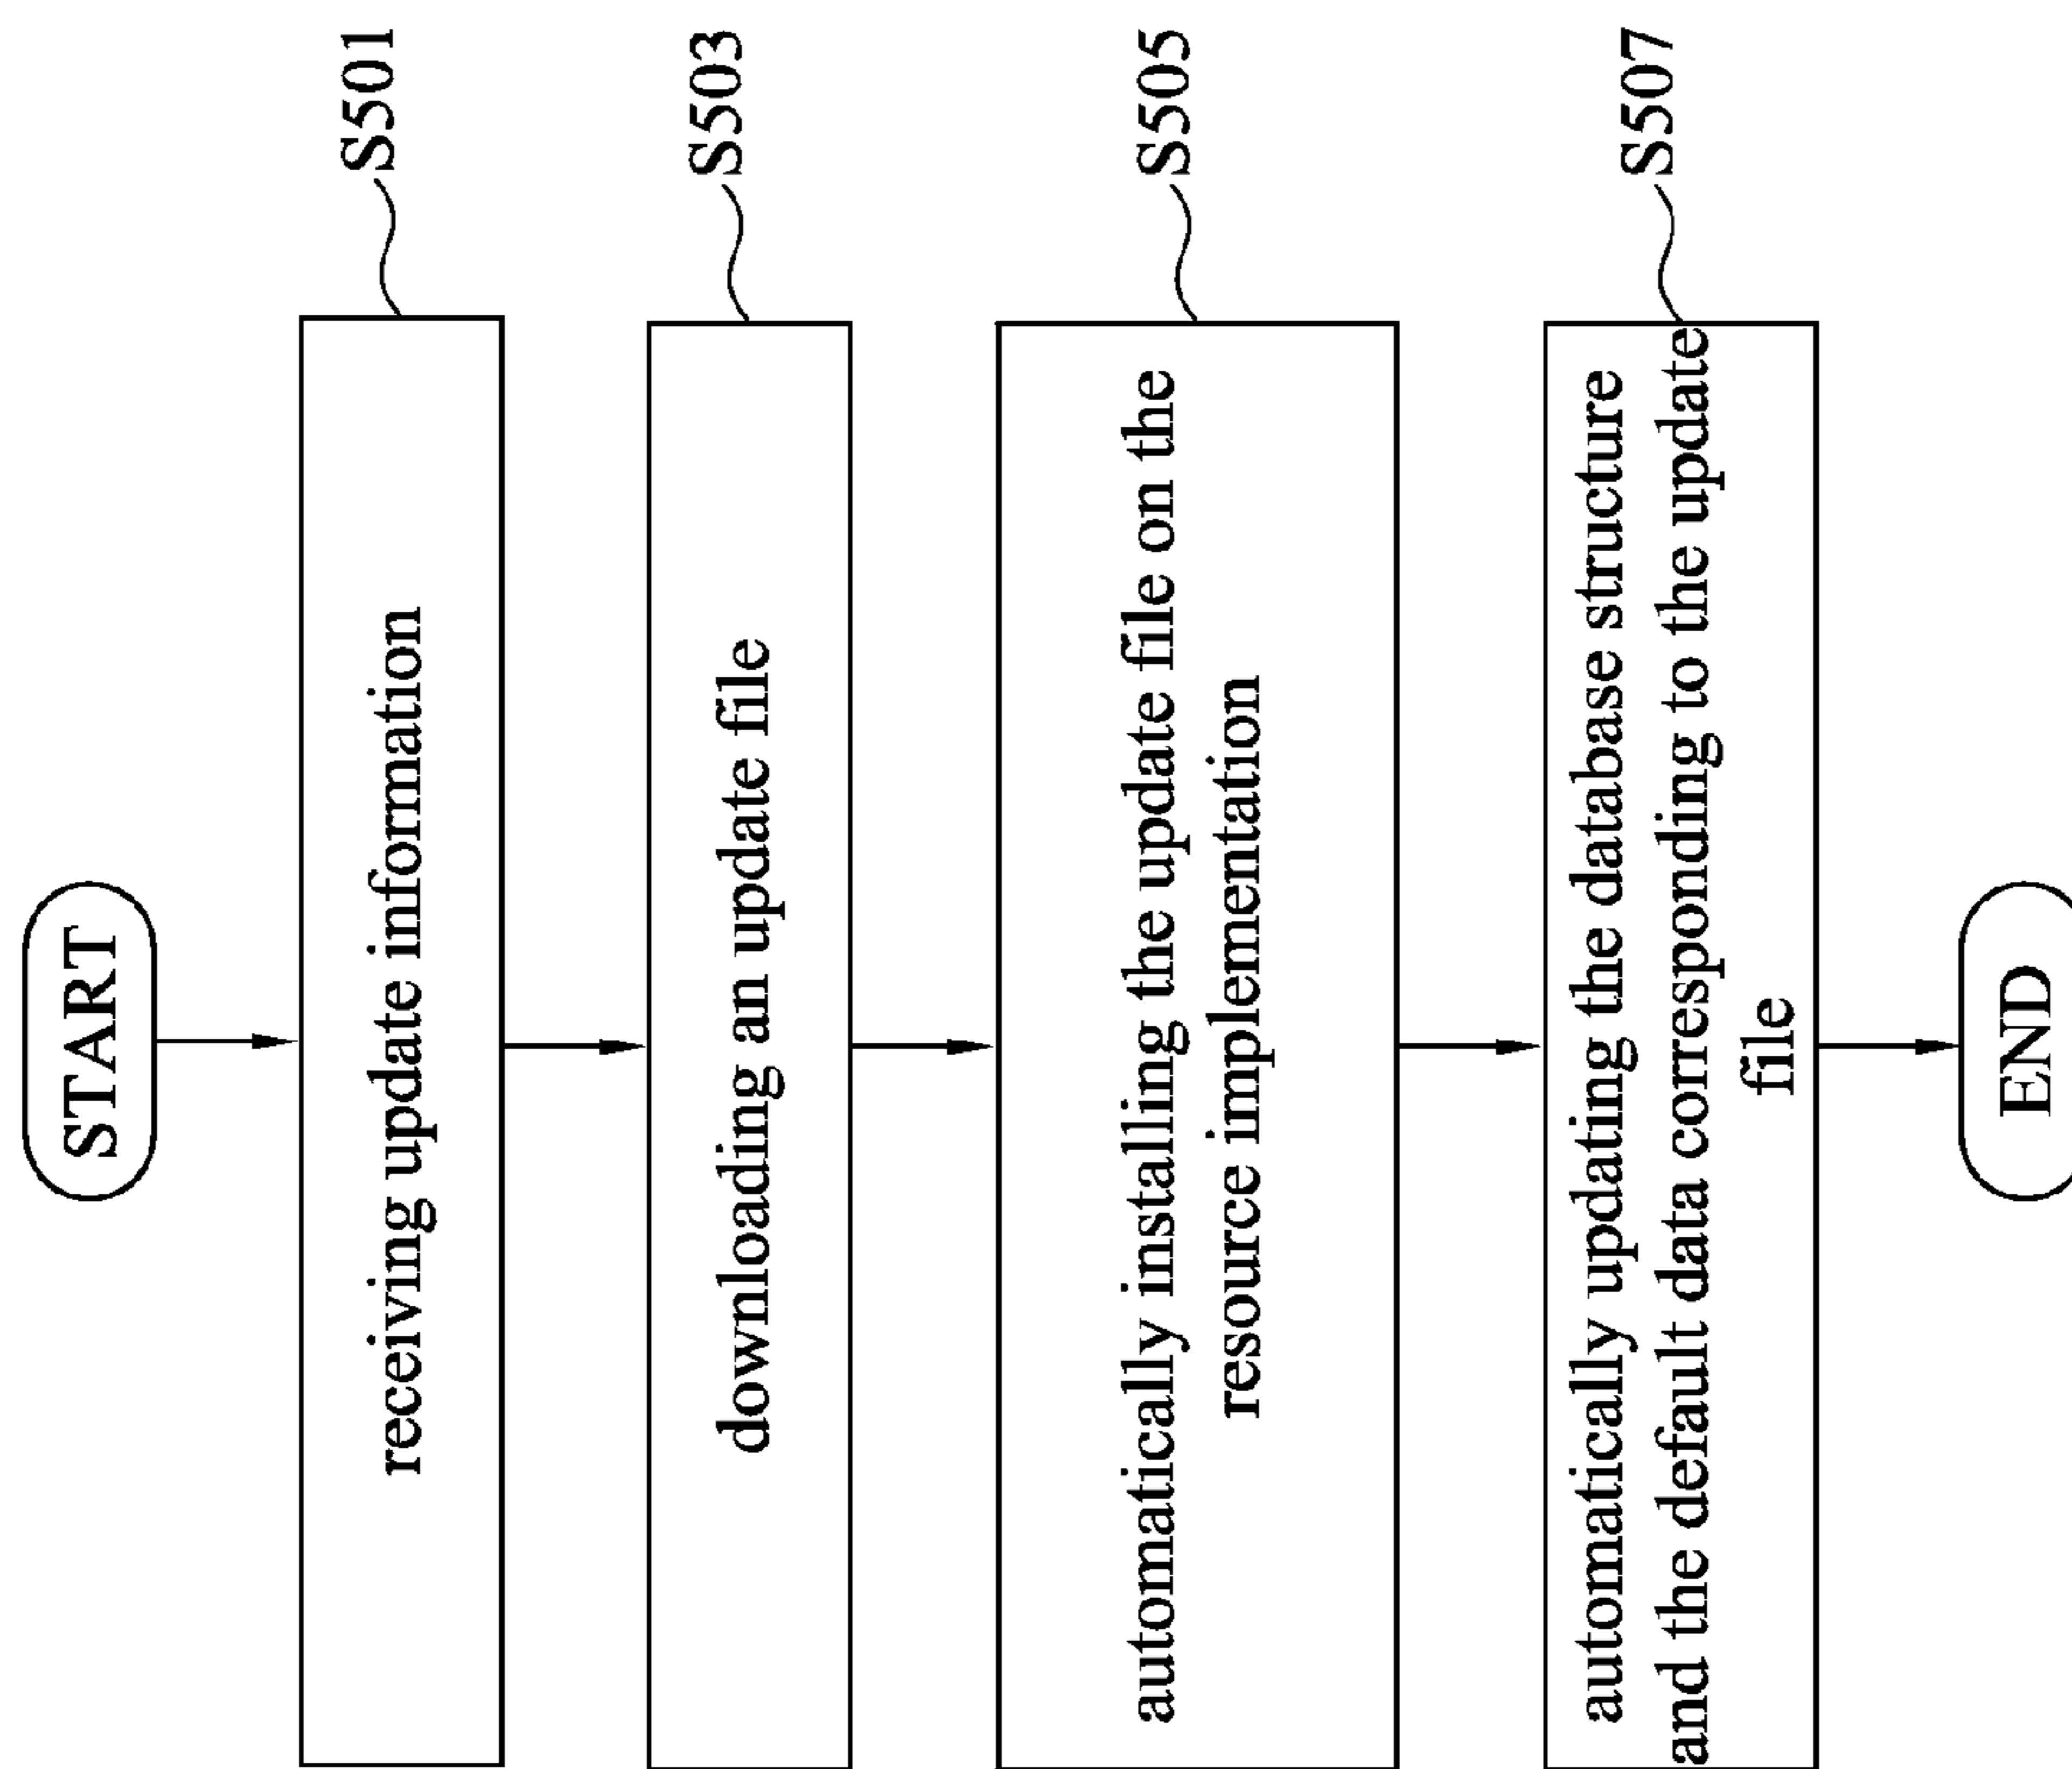 START
S501
receiving update information
S503
downloading an update file
S505
automatically installing the update file on the
resource implementation
S507
automatically updating the database structure
and the default data corresponding to the update
file
END